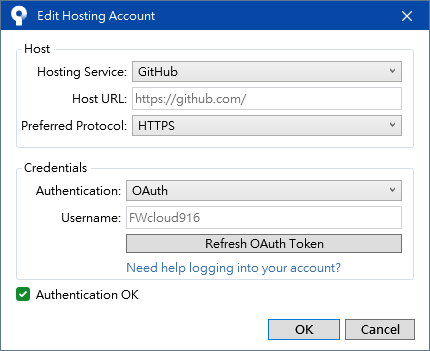 Edit Hosting Account
Host
Hosting Service: GitHub
Host URL: https://github.com/
Preferred Protocol: HTTPS
Credentials
Authentication: OAuth
Username: FWcloud916
Refresh OAuth Token
Need help logging into your account?
Authentication OK
OK Cancel